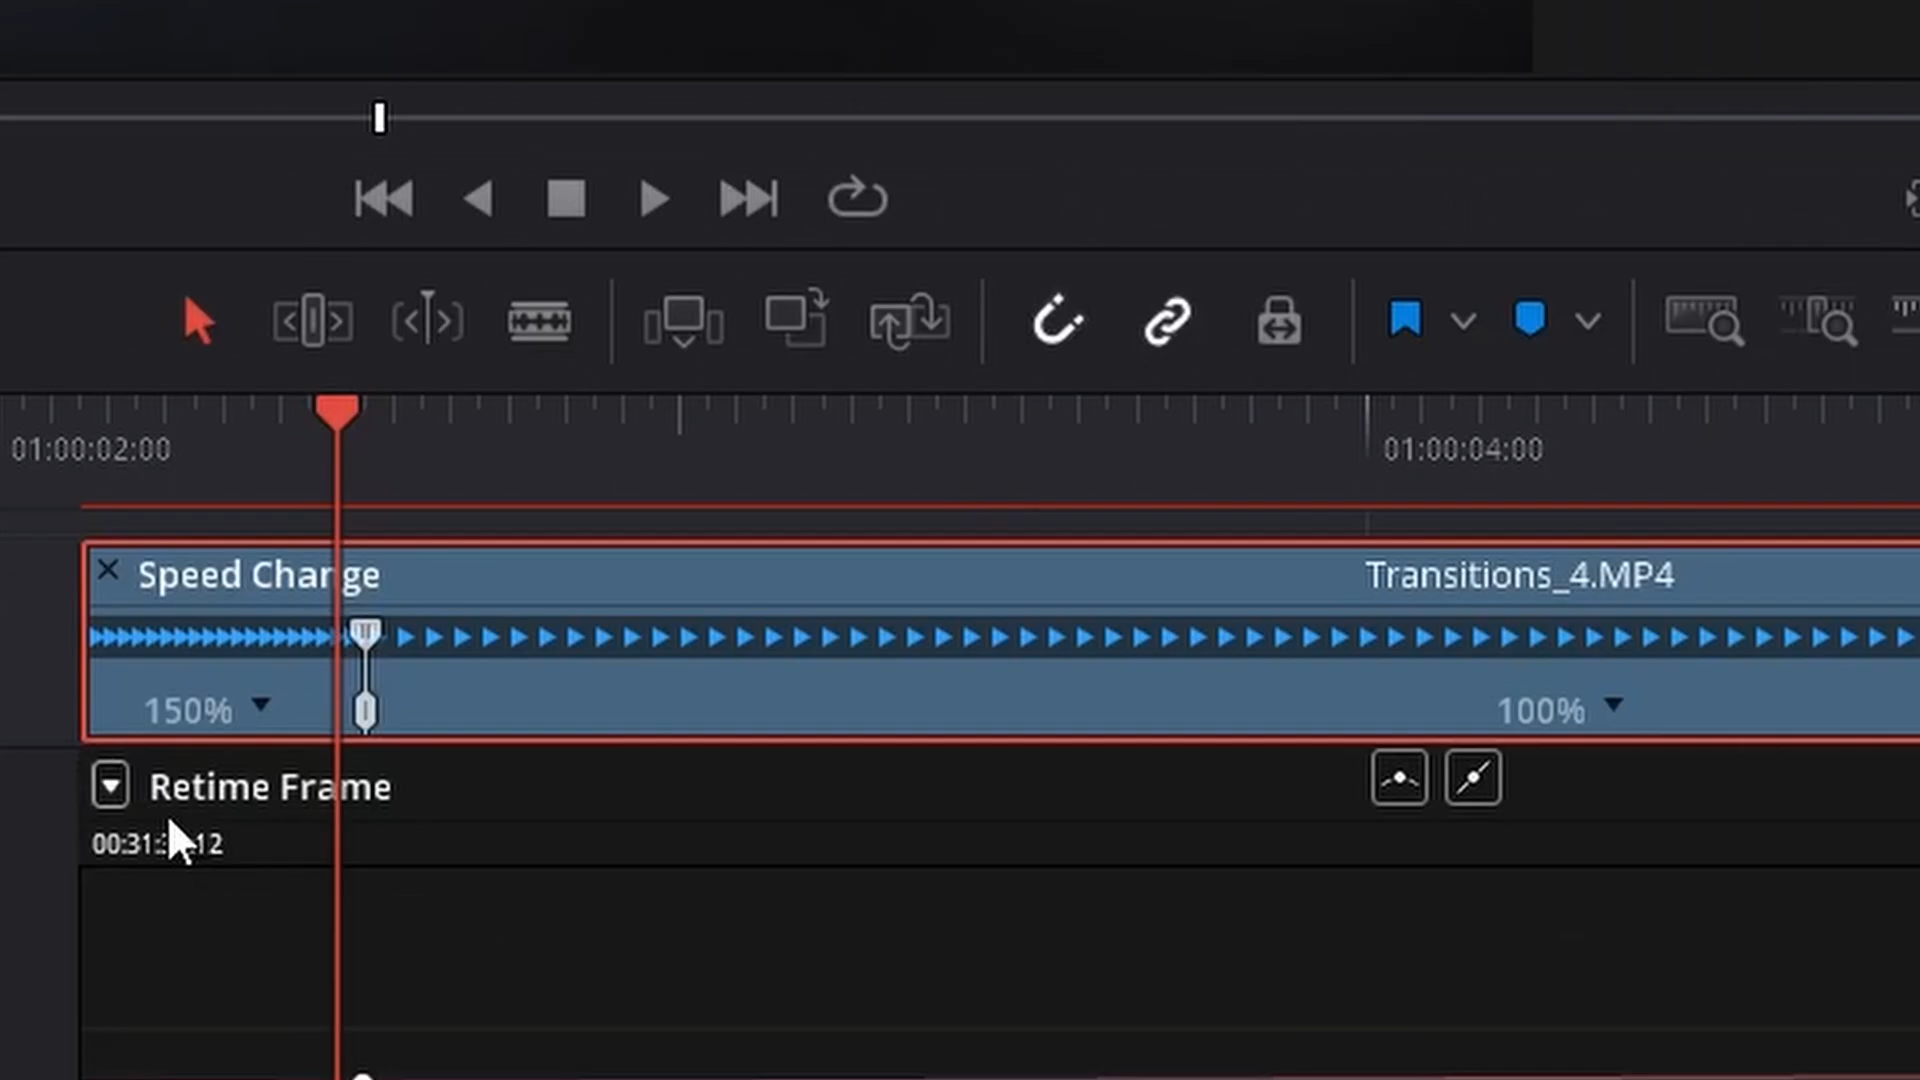 01:00:02:00
01:00:04:00
Speed Change
Transitions_4.MP4
150%
100%
Retime Frame